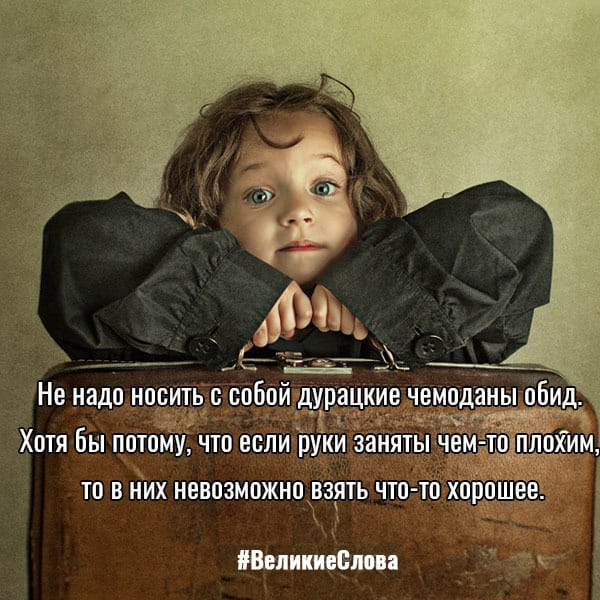 Не надо носить с собой дурацкие чемоданы обид.
Хотя бы потому, что если руки заняты чем-то плохим,
то в них невозможно взять что-то хорошее.
#ВеликиеСлова